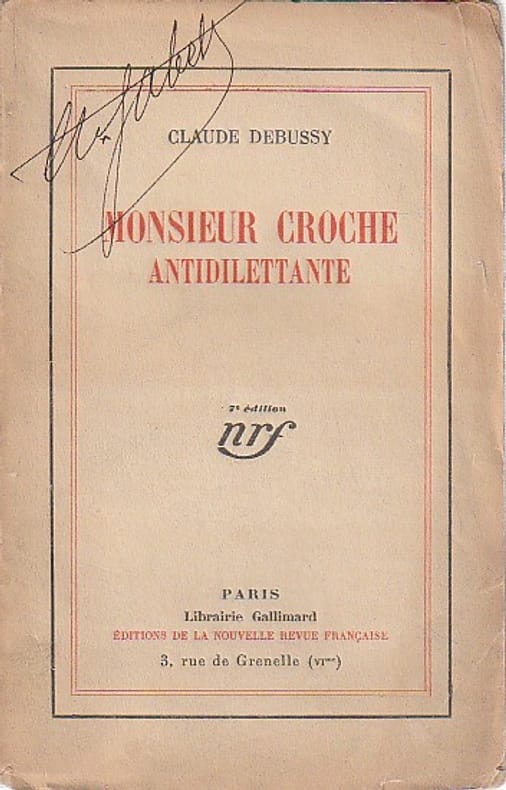 CLAUDE DEBUSSY
MONSIEUR CROCHE
ANTIDILETTANTE
7e édition
nrf
PARIS
Librairie Gallimard
ÉDITIONS DE LA NOUVELLE REVUE FRANÇAISE
3, rue de Grenelle (VIme)